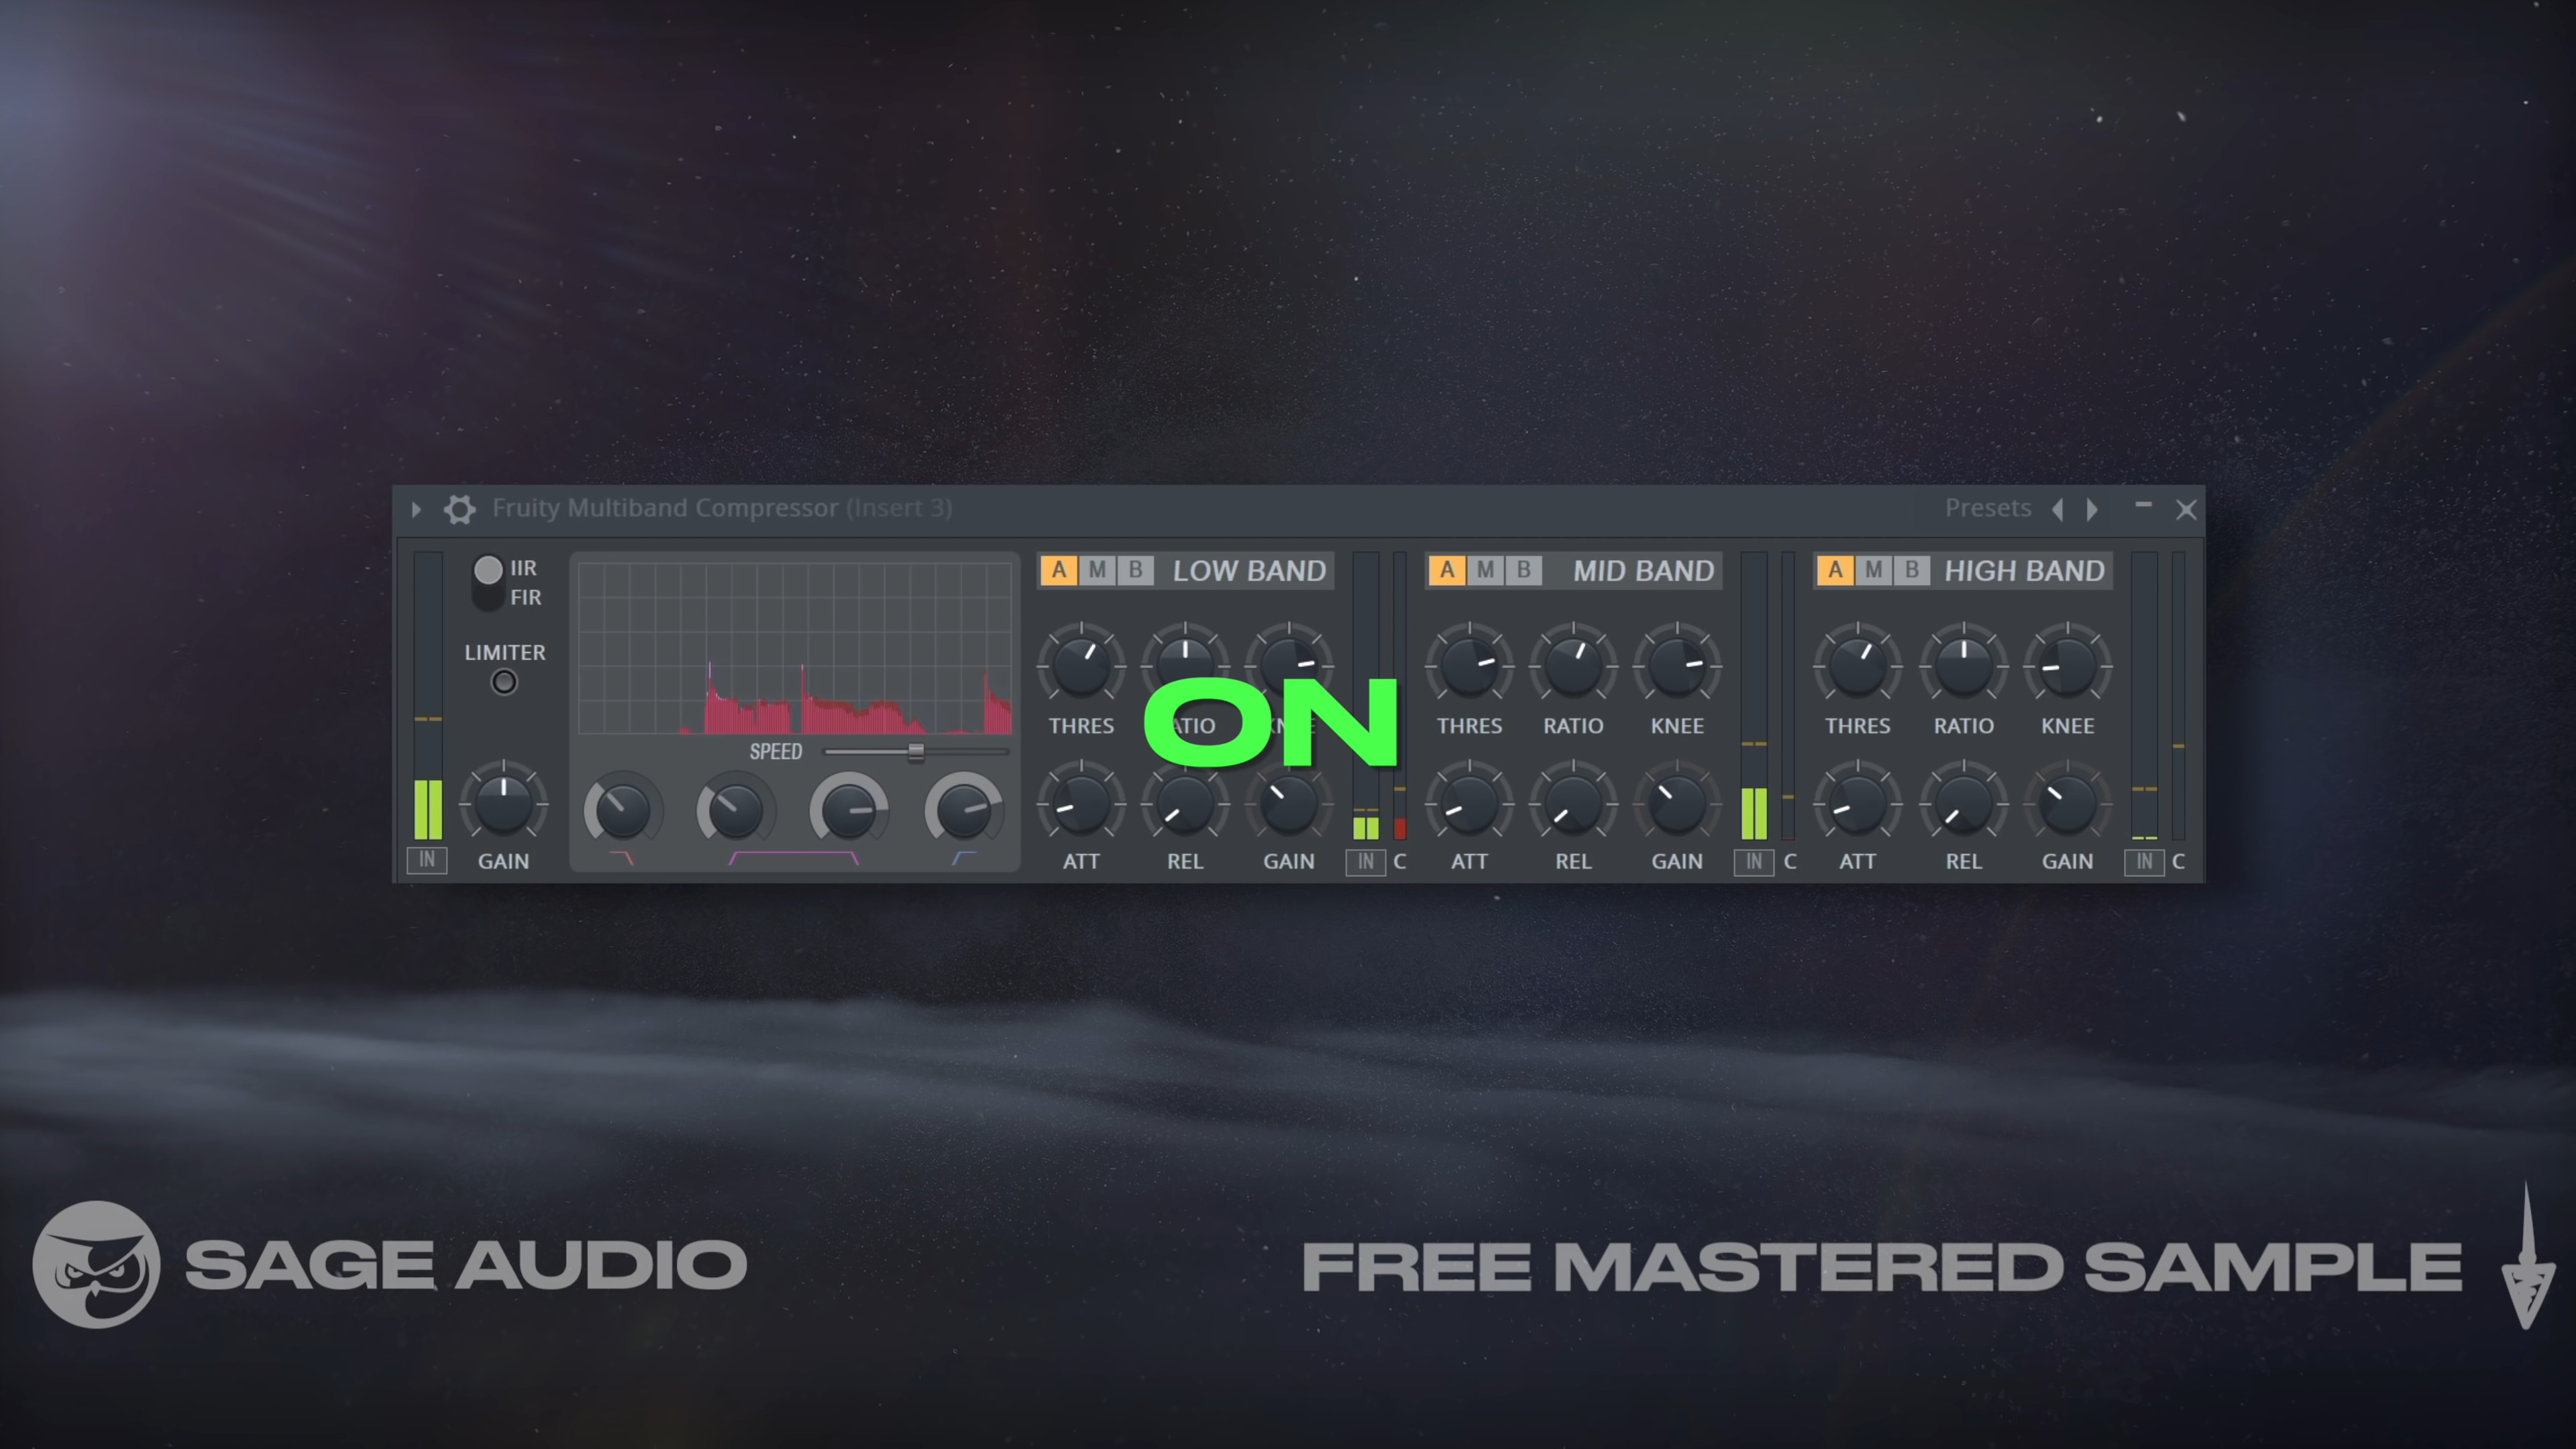 Fruity Multiband Compressor (Insert 3)
Presets
IIR
FIR
LIMITER
GAIN
IN
SPEED
A M B LOW BAND
THRES
ATT REL GAIN IN C
A M B MID BAND
THRES RATIO KNEE
ATT REL GAIN IN C
A M B HIGH BAND
THRES RATIO KNEE
ATT REL GAIN IN C
ON
SAGE AUDIO
FREE MASTERED SAMPLE